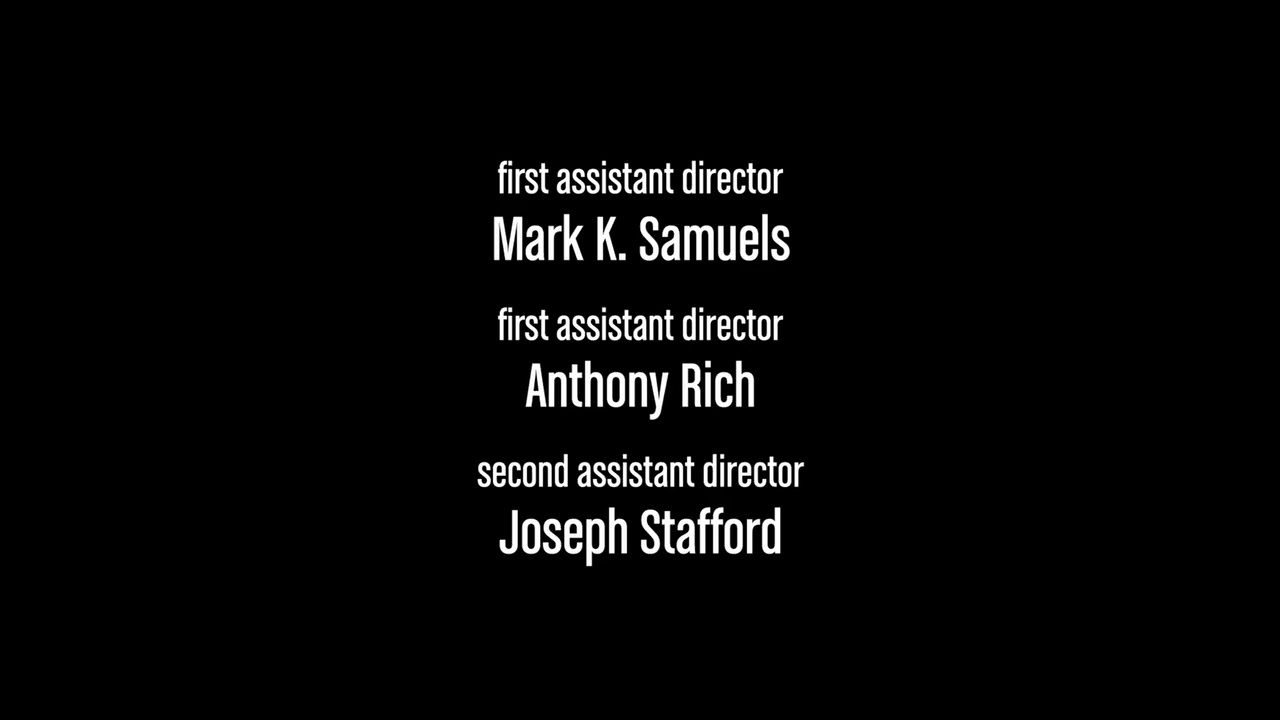 first assistant director
Mark K. Samuels
first assistant director
Anthony Rich
second assistant director
Joseph Stafford